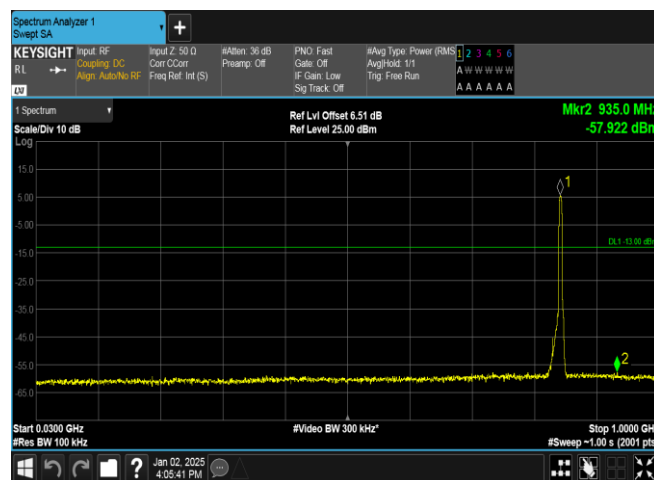 Spectrum Analyzer 1
Swept SA
+
KEYSIGHT
RL
LXI
Input: RF
Coupling: DC
Align: Auto/No RF
Input Z: 50 Ω
Corr CCorr
Freq Ref: Int (S)
#Atten: 36 dB
Preamp: Off
PNO: Fast
Gate: Off
IF Gain: Low
Sig Track: Off
#Avg Type: Power (RMS
Avg|Hold: 1/1
Trig: Free Run
1 2 3 4 5 6
A W W W W W
A A A A A A
1 Spectrum
Scale/Div 10 dB
Log
Ref Lvl Offset 6.51 dB
Ref Level 25.00 dBm
Mkr2 935.0 MHz
-57.922 dBm
15.0
5.00
-5.00
-15.0
-25.0
-35.0
-45.0
-55.0
-65.0
1
DL1 -13.00 dBm
2
Start 0.0300 GHz
#Res BW 100 kHz
#Video BW 300 kHz*
Stop 1.0000 GH
#Sweep ~1.00 s (2001 pts
?
Jan 02, 2025
4:05:41 PM